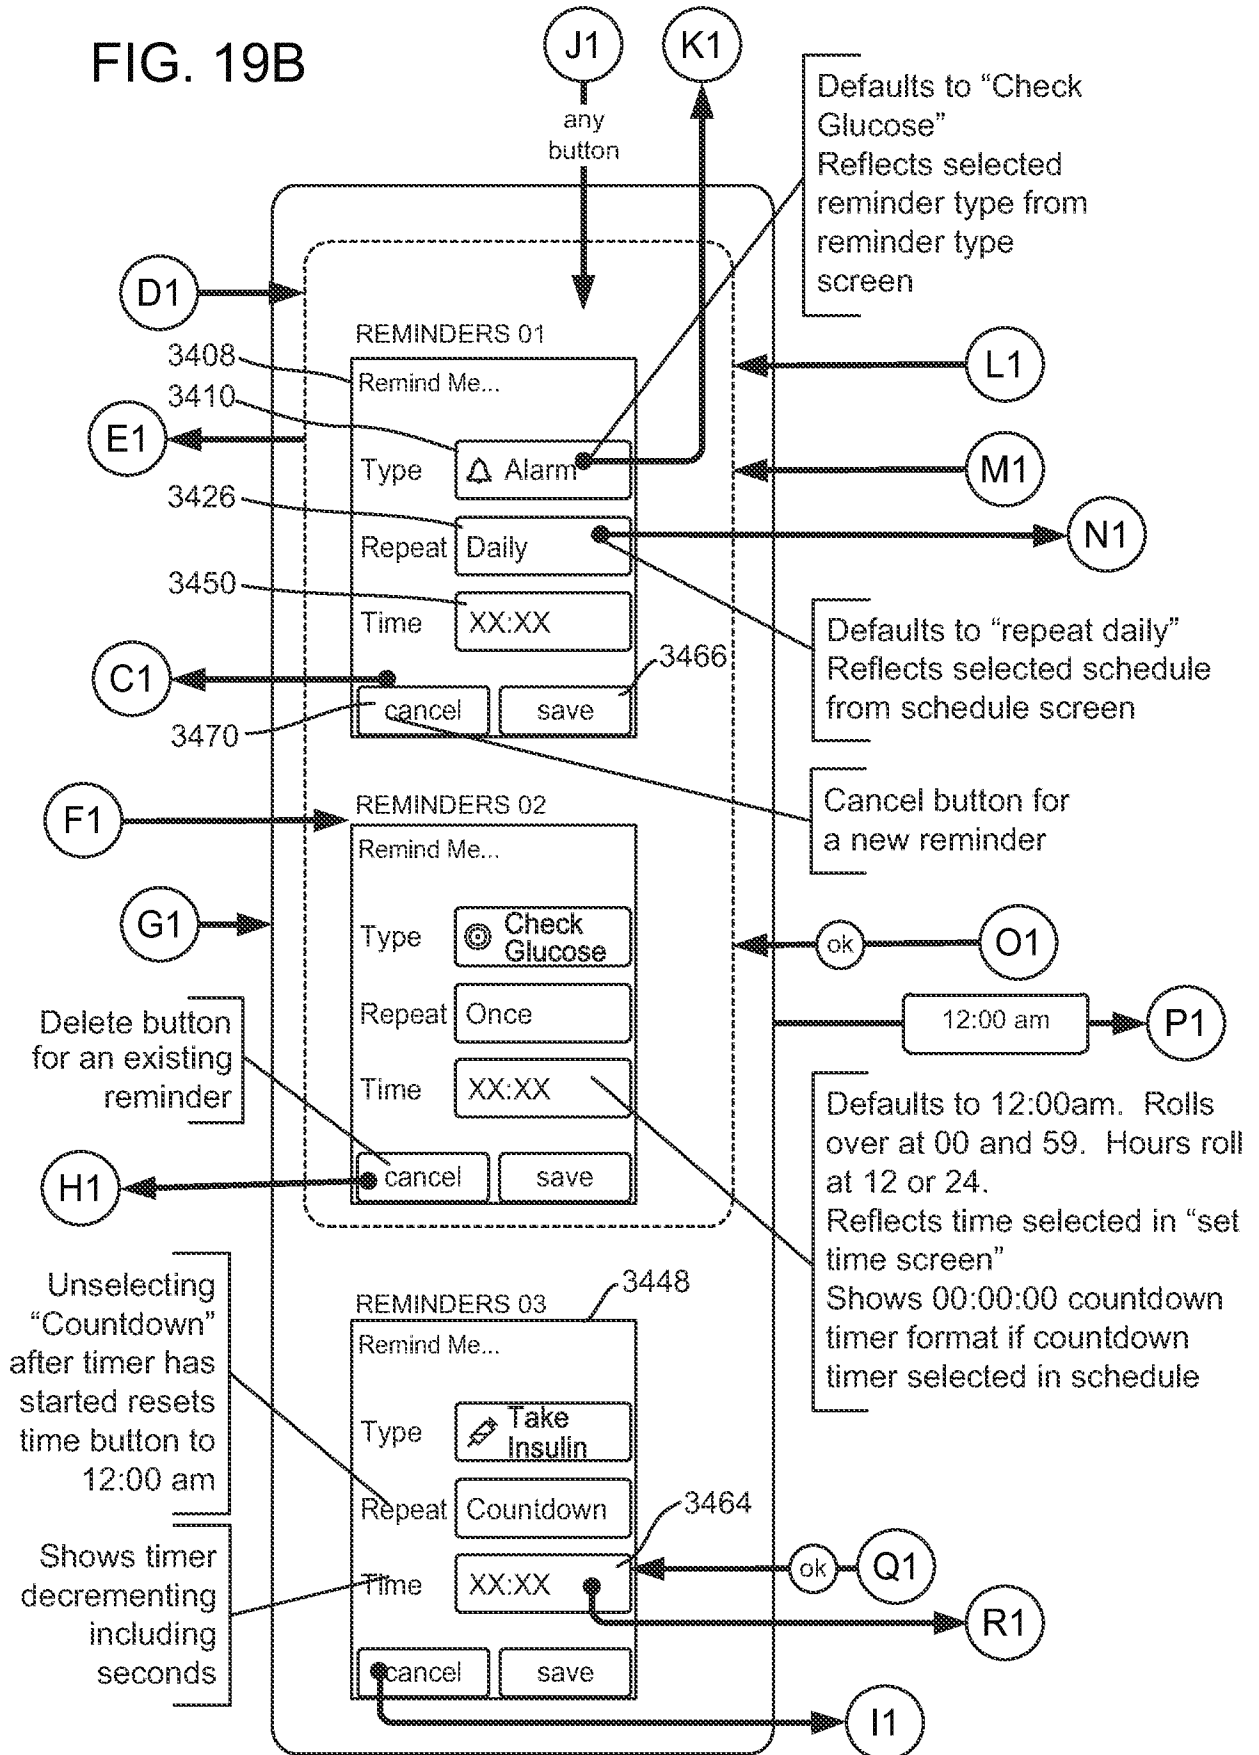 FIG. 19B
J1
K1
any
button
Defaults to “Check
Glucose”
Reflects selected
reminder type from
reminder type
screen
D1
REMINDERS 01
3408
Remind Me...
L1
3410
E1
Type
Alarm
M1
3426
Repeat
Daily
N1
3450
Time
XX:XX
Defaults to “repeat daily”
Reflects selected schedule
from schedule screen
C1
3466
cancel
save
3470
Cancel button for
a new reminder
F1
REMINDERS 02
Remind Me...
G1
Type
Check
Glucose
ok
O1
Delete button
for an existing
reminder
Repeat
Once
12:00 am
P1
Time
XX:XX
Defaults to 12:00am. Rolls
over at 00 and 59. Hours roll
at 12 or 24.
Reflects time selected in “set
time screen”
Shows 00:00:00 countdown
timer format if countdown
timer selected in schedule
H1
cancel
save
Unselecting
“Countdown”
after timer has
started resets
time button to
12:00 am
REMINDERS 03
3448
Remind Me...
Type
Take
Insulin
Repeat
Countdown
3464
Shows timer
decrementing
including
seconds
Time
XX:XX
ok
Q1
R1
cancel
save
I1